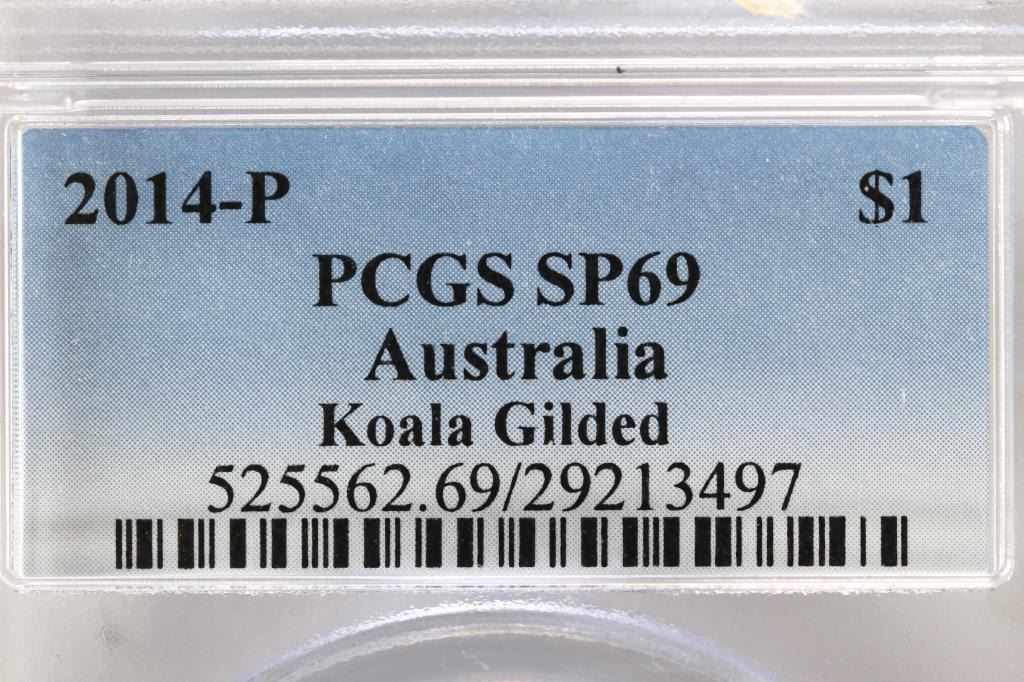 2014-P $1
PCGS SP69
Australia
Koala Gilded
525562.69/29213497